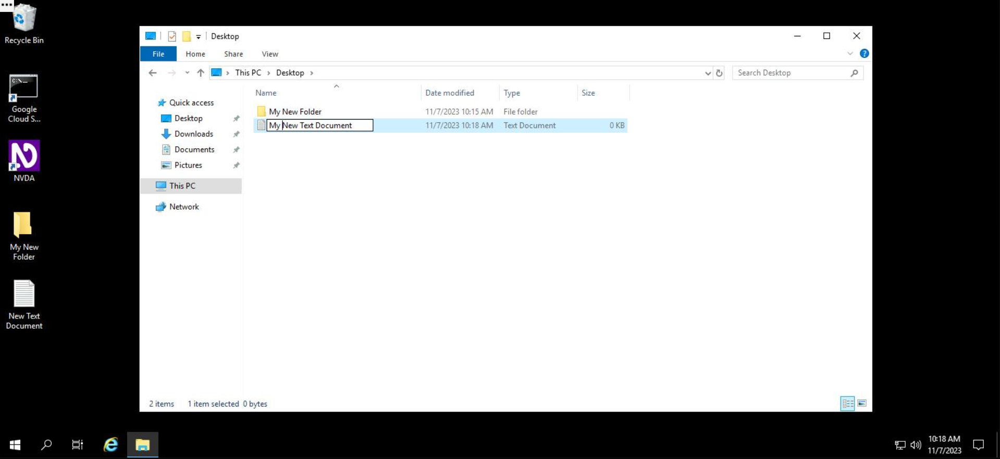 Recycle Bin
Google
Cloud S...
NVDA
My New
Folder
New Text
Document
Desktop
File Home Share View
This PC Desktop
Search Desktop
Quick access
Desktop
Downloads
Documents
Pictures
This PC
Network
Name Date modified Type Size
My New Folder 11/7/2023 10:15 AM File folder
My New Text Document 11/7/2023 10:18 AM Text Document 0 KB
2 items 1 item selected 0 bytes
10:18 AM
11/7/2023